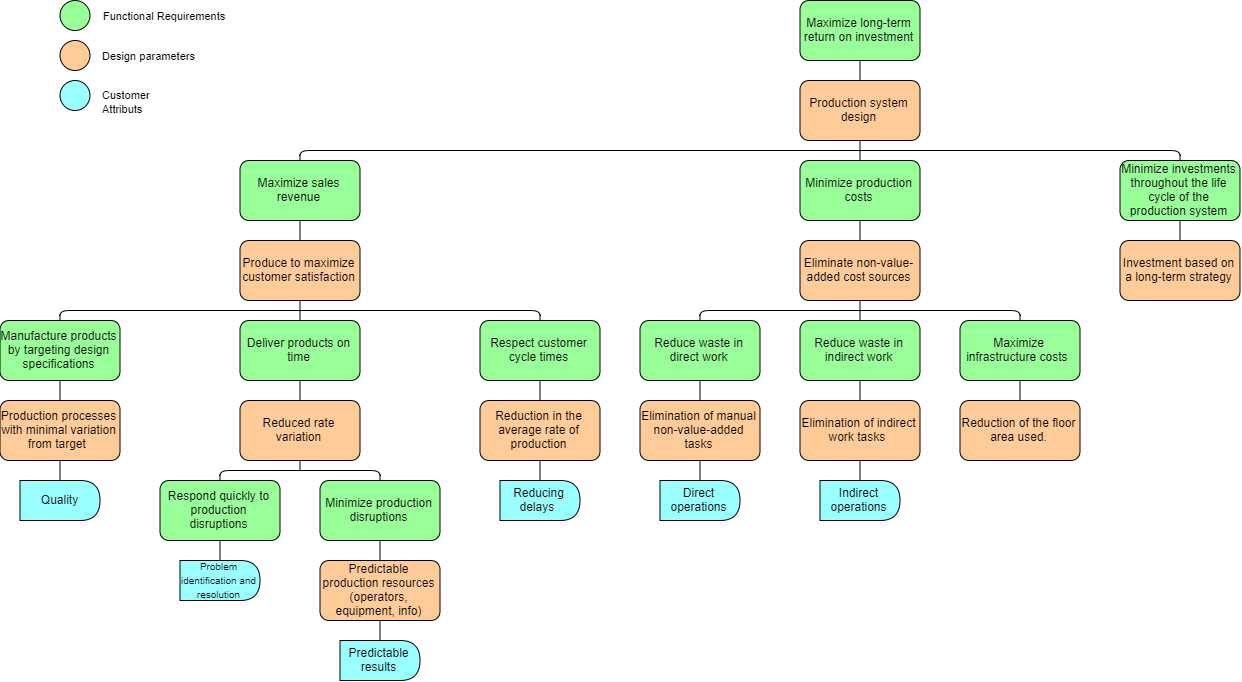 Functional Requirements
Design parameters
Customer
Attributs
Maximize long-term
return on investment
Production system
design
Maximize sales
revenue
Minimize production
costs
Minimize investments
throughout the life
cycle of the
production system
Produce to maximize
customer satisfaction
Eliminate non-value-
added cost sources
Investment based on
a long-term strategy
Manufacture products
by targeting design
specifications
Deliver products on
time
Respect customer
cycle times
Reduce waste in
direct work
Reduce waste in
indirect work
Maximize
infrastructure costs
Production processes
with minimal variation
from target
Reduced rate
variation
Reduction in the
average rate of
production
Elimination of manual
non-value-added
tasks
Elimination of indirect
work tasks
Reduction of the floor
area used.
Quality
Respond quickly to
production
disruptions
Minimize production
disruptions
Reducing
delays
Direct
operations
Indirect
operations
Problem
identification and
resolution
Predictable
production resources
(operators,
equipment, info)
Predictable
results